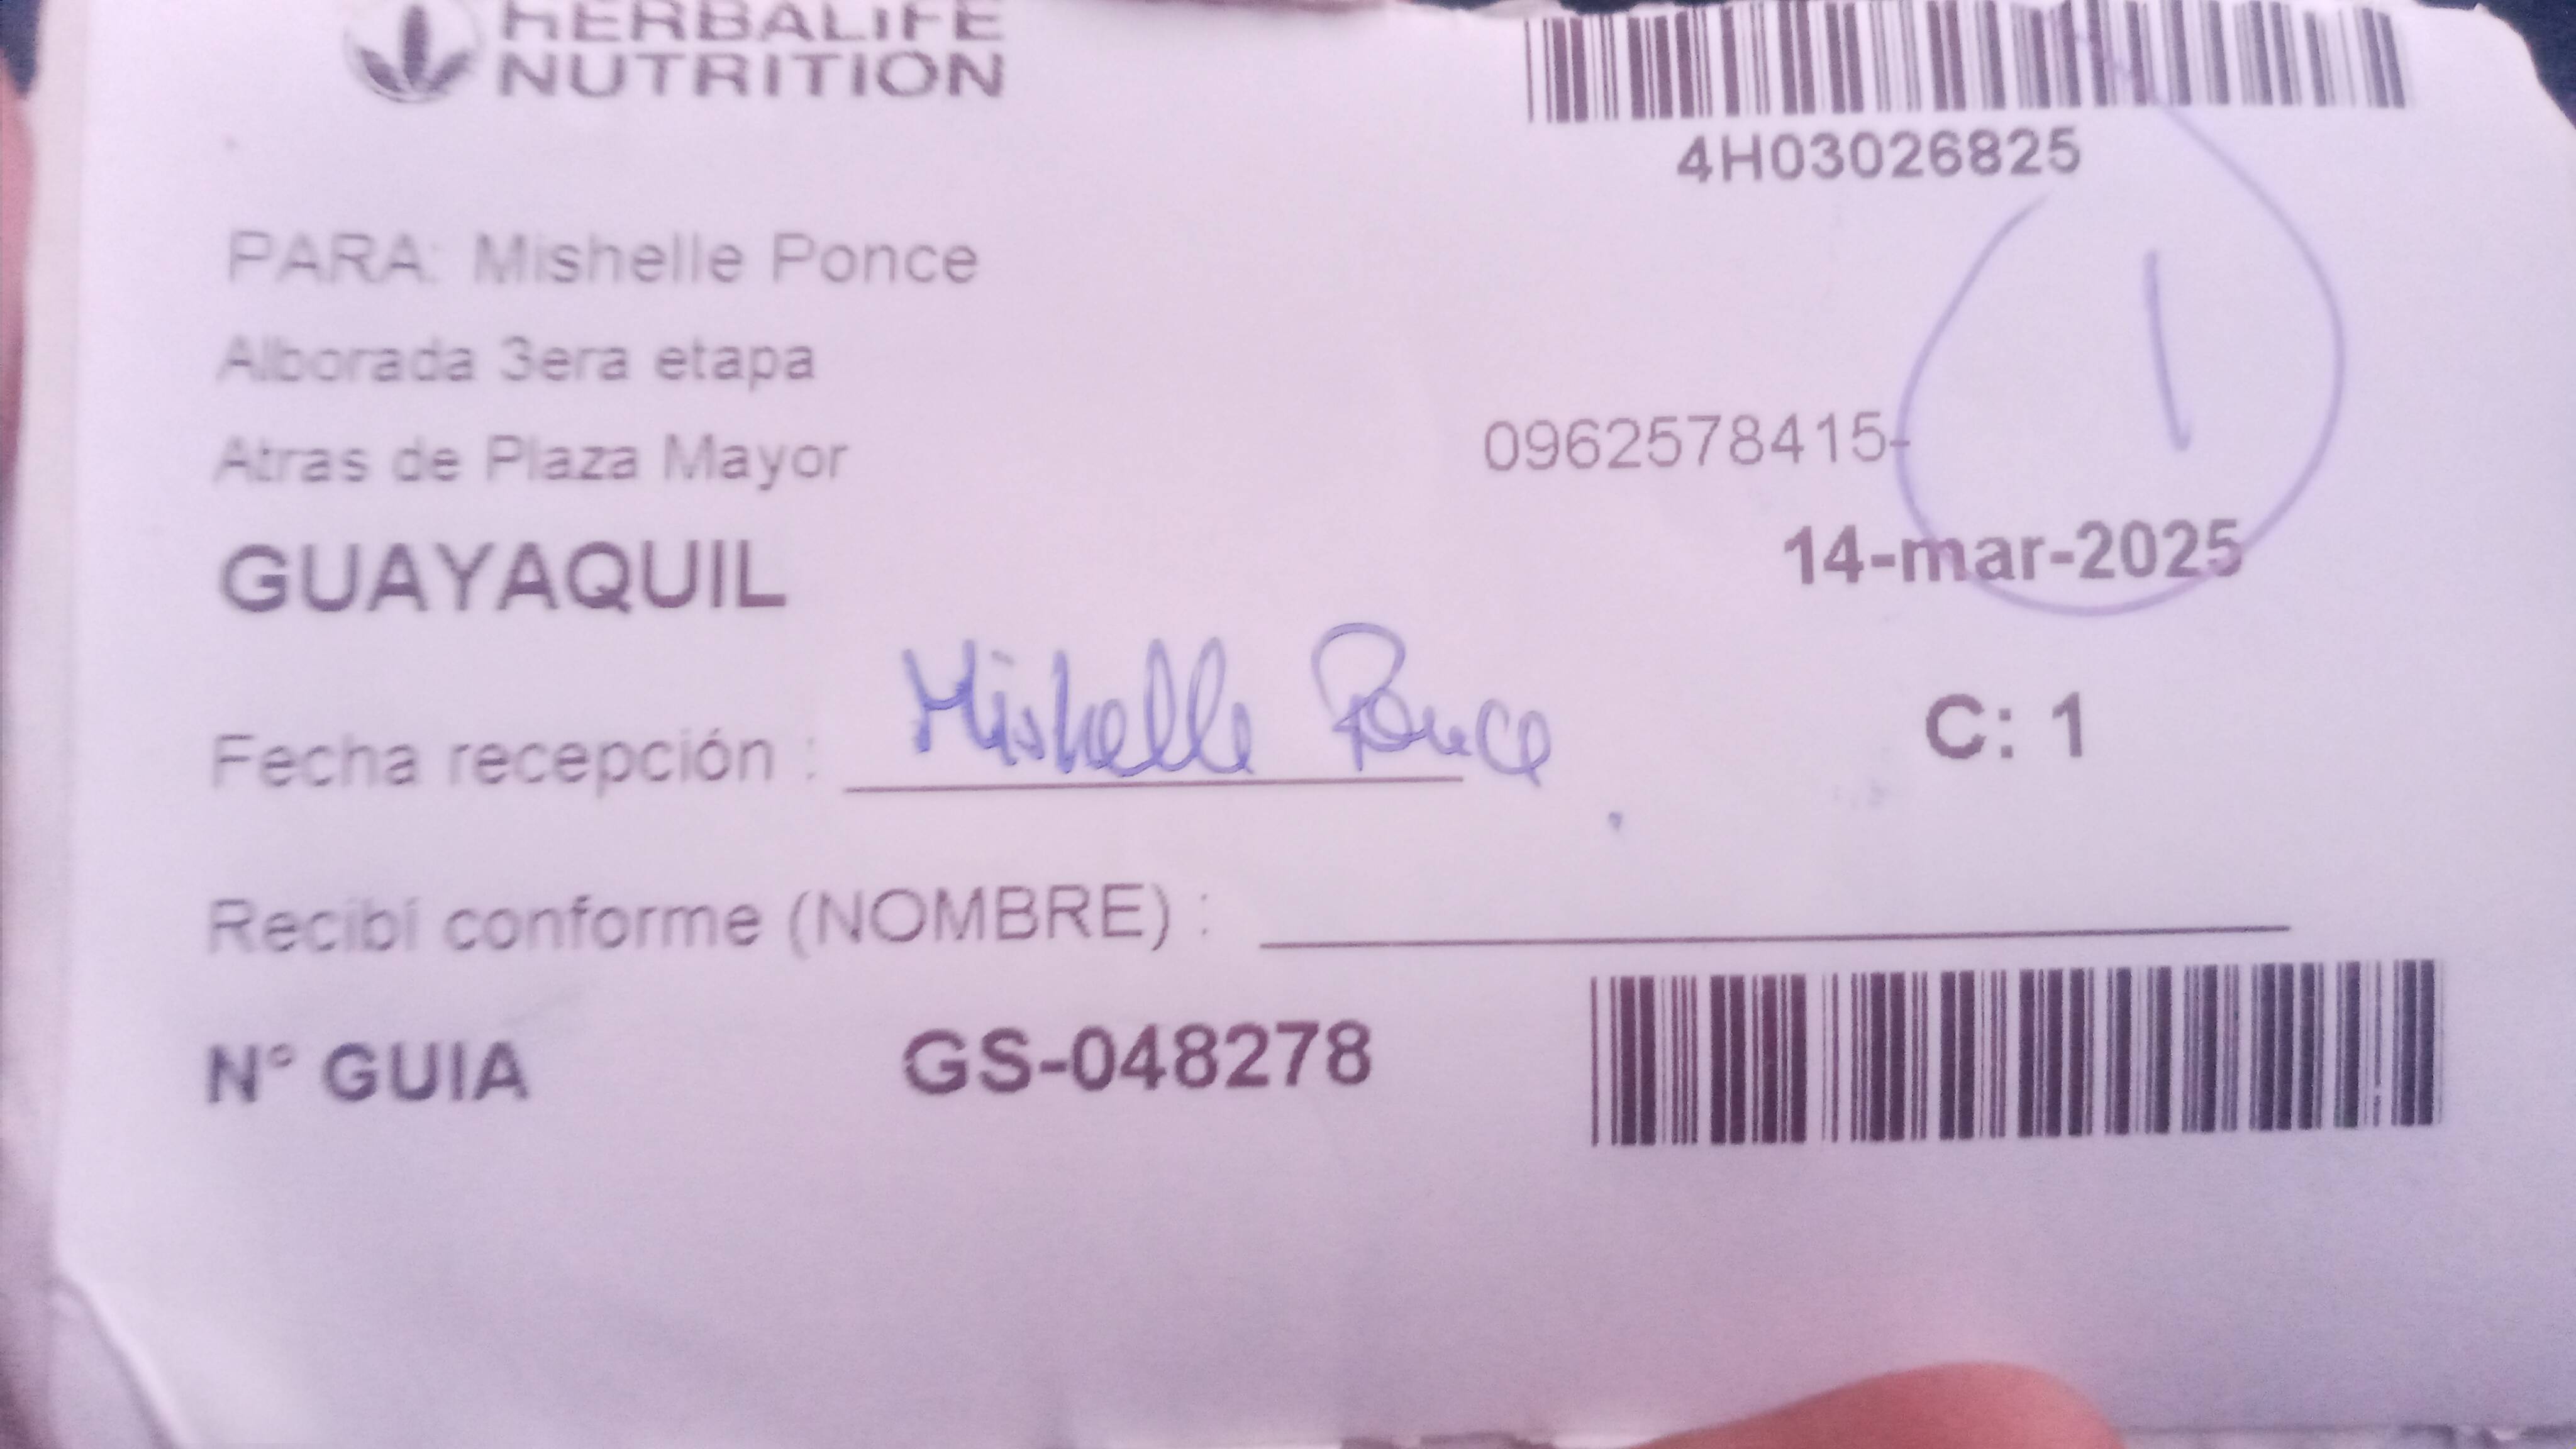 HERBALIFE
NUTRITION
4H03026825
PARA: Mishelle Ponce
Alborada 3era etapa
Atras de Plaza Mayor
0962578415-
1
GUAYAQUIL
14-mar-2025
Fecha recepción : Mishelle Ponce
C: 1
Recibí conforme (NOMBRE) :
N° GUIA GS-048278